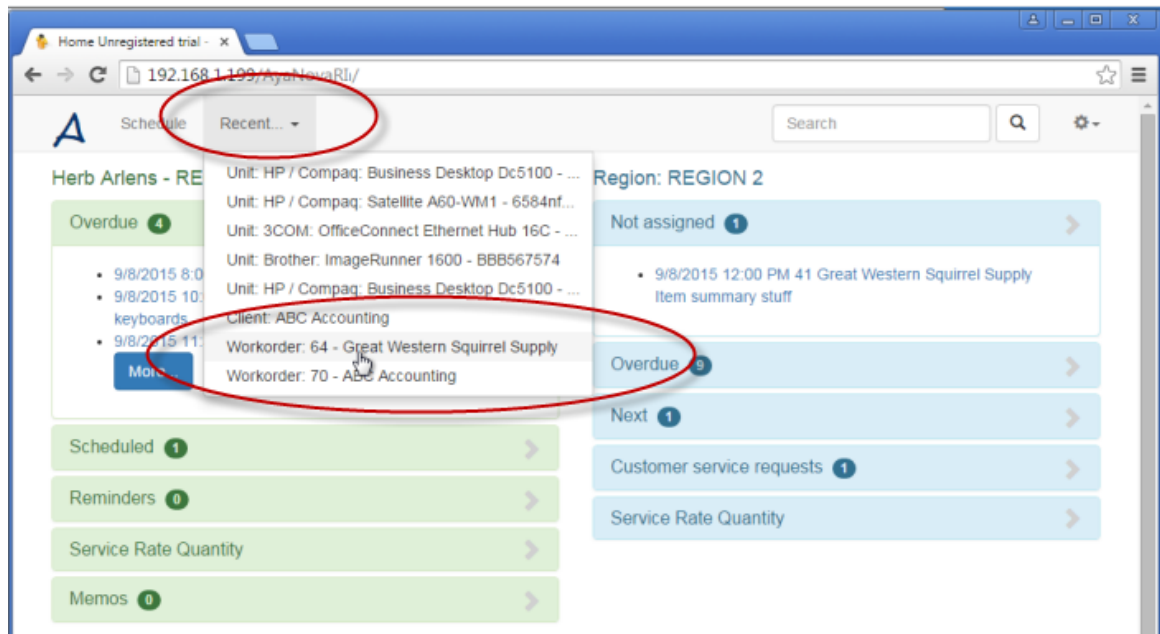 Home Unregistered trial -
192.168.1.199/AyaNovaRI/
Schedule Recent... Search
Herb Arlens - RE
Overdue 4
9/8/2015 8:0
9/8/2015 10:
keyboards
9/8/2015 11:
More...
Scheduled 1
Reminders 0
Service Rate Quantity
Memos 0
Unit: HP / Compaq: Business Desktop Dc5100 - ...
Unit: HP / Compaq: Satellite A60-WM1 - 6584nf...
Unit: 3COM: OfficeConnect Ethernet Hub 16C - ...
Unit: Brother: ImageRunner 1600 - BBB567574
Unit: HP / Compaq: Business Desktop Dc5100 - ...
Client: ABC Accounting
Workorder: 64 - Great Western Squirrel Supply
Workorder: 70 - ABC Accounting
Region: REGION 2
Not assigned 1
9/8/2015 12:00 PM 41 Great Western Squirrel Supply
Item summary stuff
Overdue 9
Next 1
Customer service requests 1
Service Rate Quantity